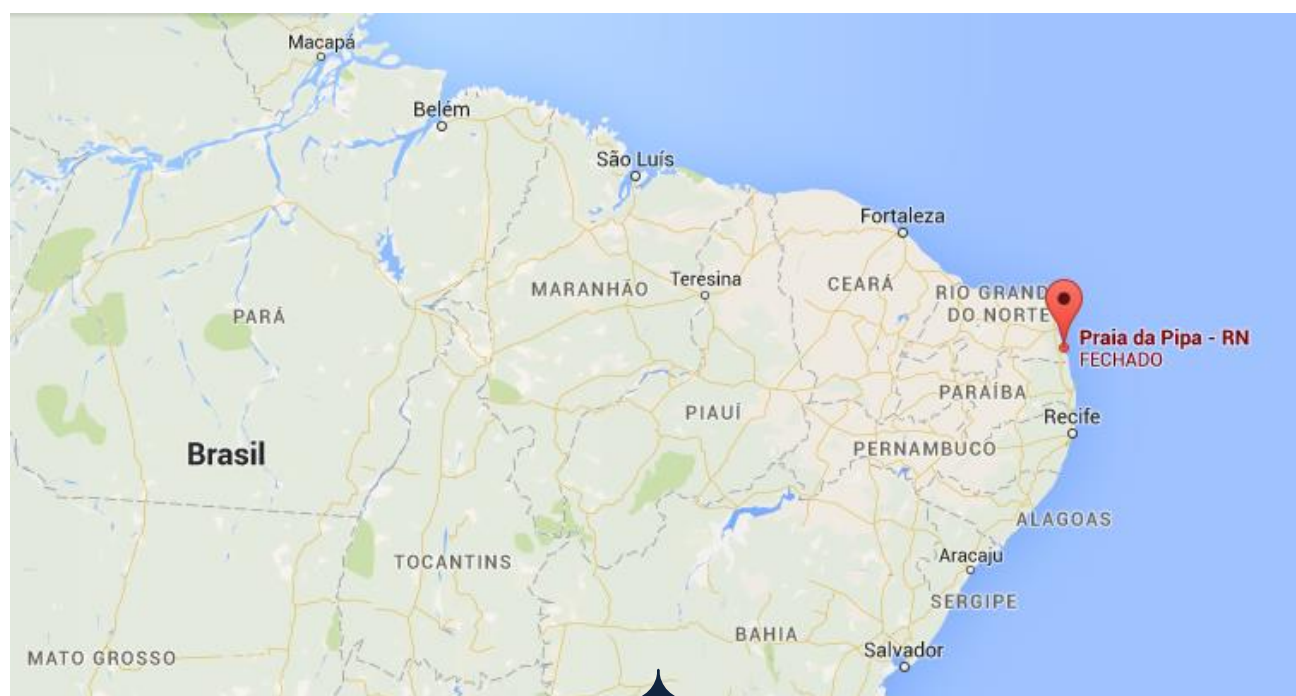 Macapá
Belém
São Luís
Fortaleza
Teresina
MARANHÃO
CEARÁ
RIO GRAND
DO NORTE
PARÁ
Praia da Pipa - RN
FECHADO
PARAÍBA
PIAUÍ
Recife
Brasil
PERNAMBUCO
ALAGOAS
Aracaju
TOCANTINS
SERGIPE
BAHIA
Salvador
MATO GROSSO